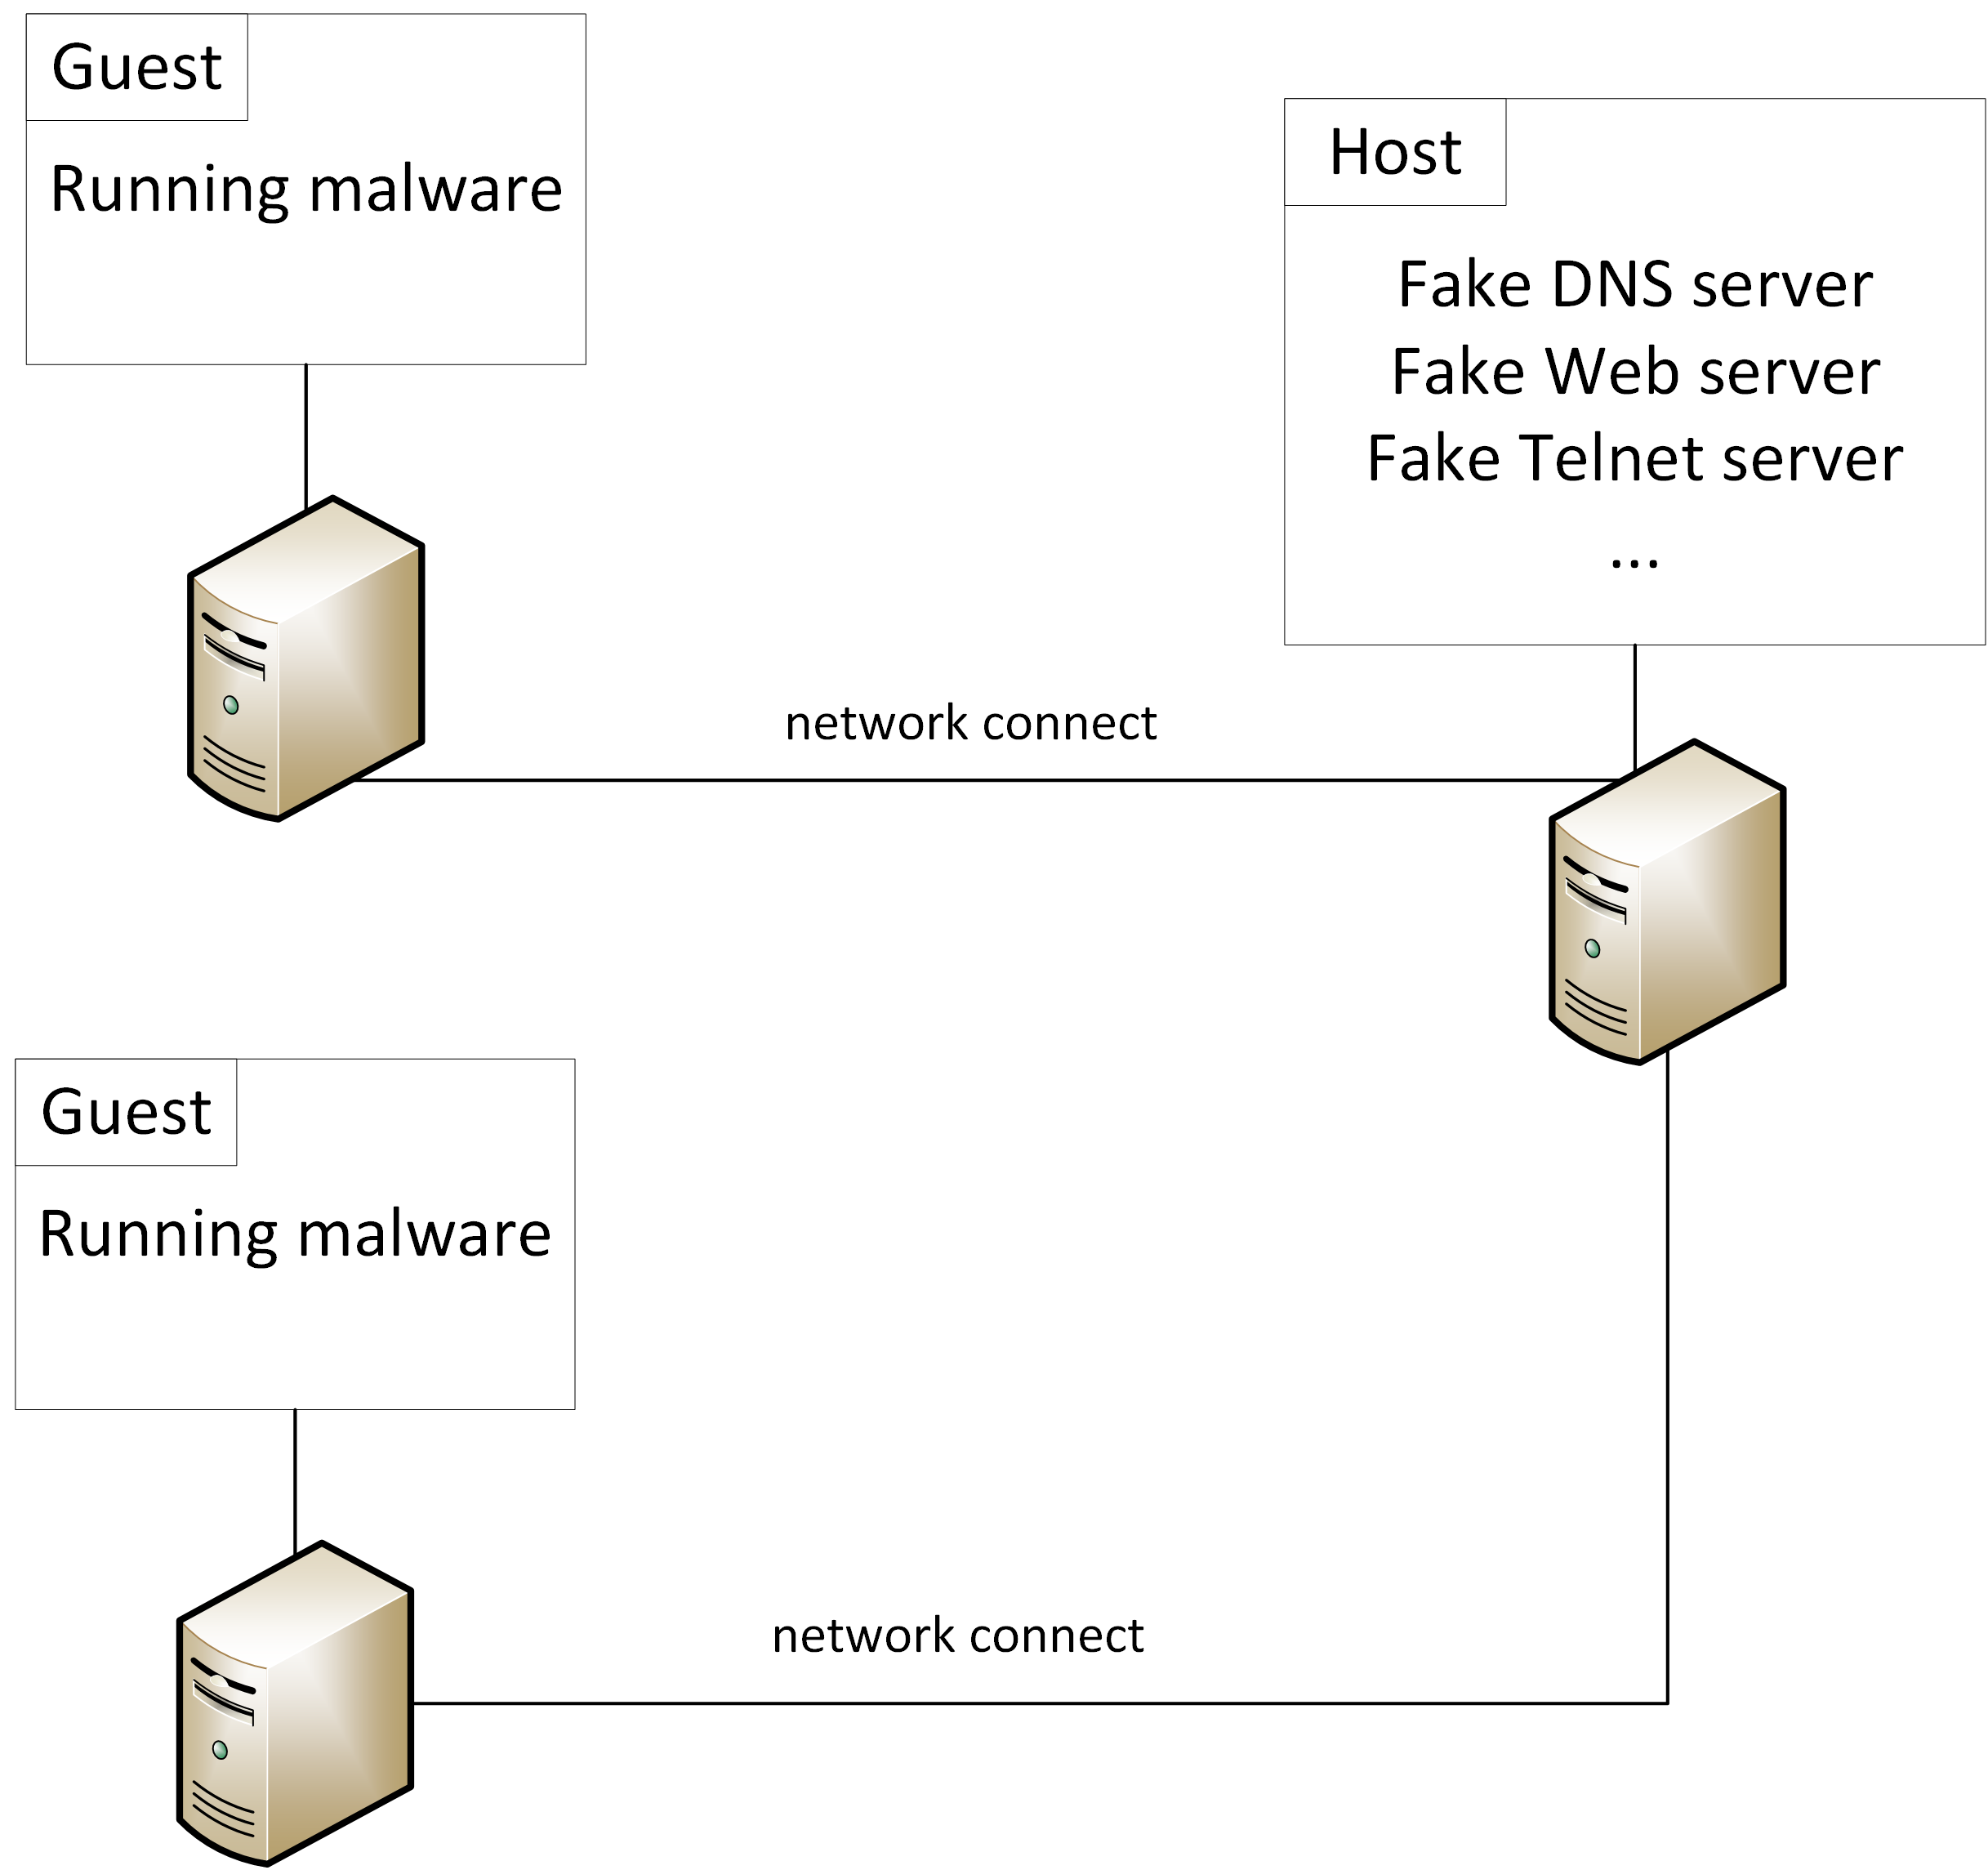 Guest
Running malware
Host
Fake DNS server
Fake Web server
Fake Telnet server
...
network connect
Guest
Running malware
network connect